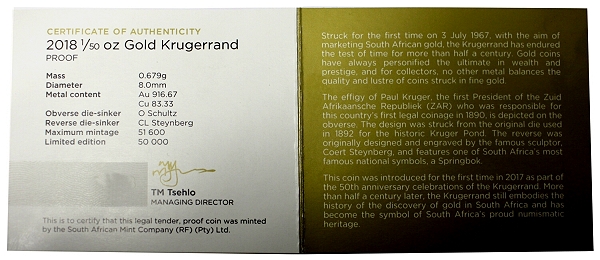 CERTIFICATE OF AUTHENTICITY
2018 1/50 oz Gold Krugerrand
PROOF
Mass 0.679g
Diameter 8.0mm
Metal content Au 916.67
Cu 83.33
Obverse die-sinker O Schultz
Reverse die-sinker CL Steynberg
Maximum mintage 51 600
Limited edition 50 000
TM Tsehlo
MANAGING DIRECTOR
This is to certify that this legal tender, proof coin was minted
by the South African Mint Company (RF) (Pty) Ltd.
Struck for the first time on 3 July 1967, with the aim of
marketing South African gold, the Krugerrand has endured
the test of time for more than half a century. Gold coins
have always personified the ultimate in wealth and
prestige, and for collectors, no other metal balances the
quality and lustre of coins struck in fine gold.
The effigy of Paul Kruger, the first President of the Zuid
Afrikaansche Republiek (ZAR) who was responsible for
this country's first legal coinage in 1890, is depicted on the
obverse. The design was struck from the original die used
in 1892 for the historic Kruger Pond. The reverse was
originally designed and engraved by the famous sculptor,
Coert Steynberg, and features one of South Africa's most
famous national symbols, a Springbok.
This coin was introduced for the first time in 2017 as part of
the 50th anniversary celebrations of the Krugerrand. More
than half a century later, the Krugerrand still embodies the
history of the discovery of gold in South Africa and has
become the symbol of South Africa's proud numismatic
heritage.